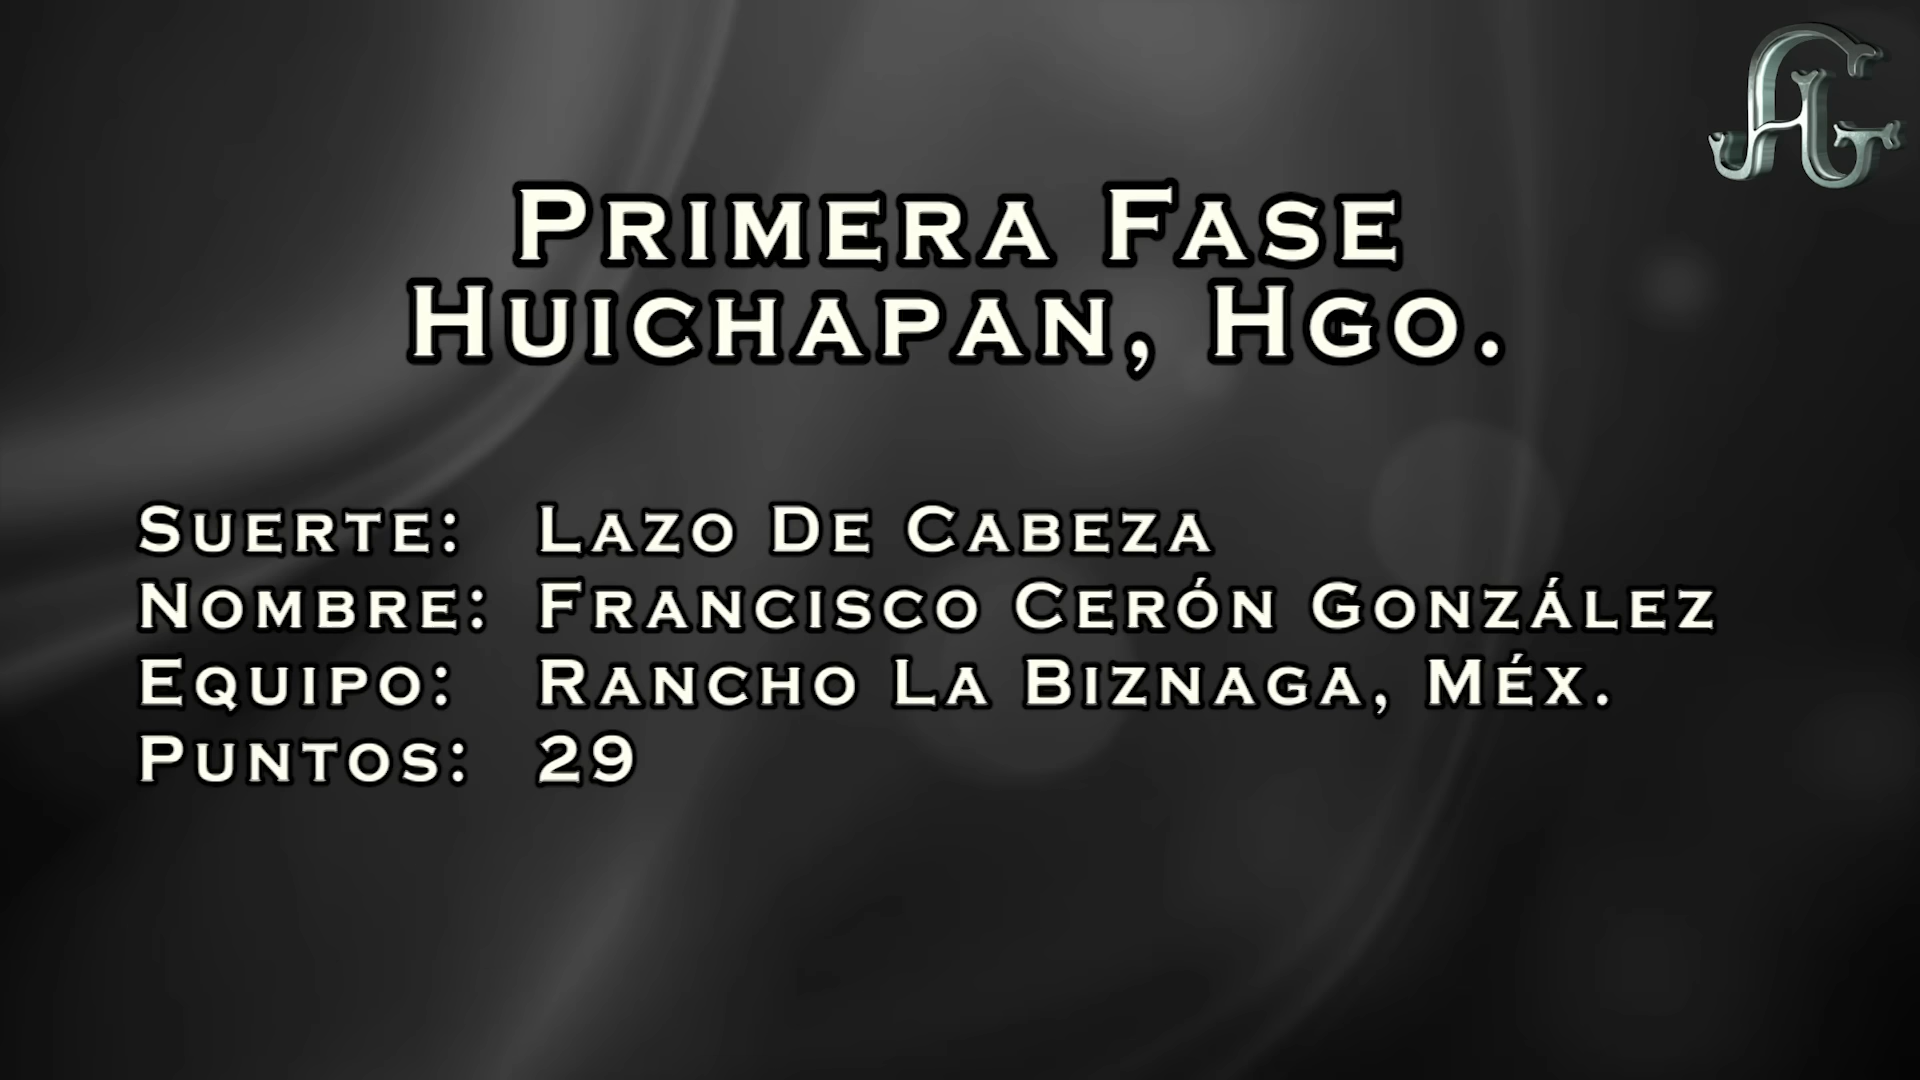 Primera Fase
Huichapan, Hgo.
Suerte: Lazo De Cabeza
Nombre: Francisco Cerón González
Equipo: Rancho La Biznaga, Méx.
Puntos: 29
AG